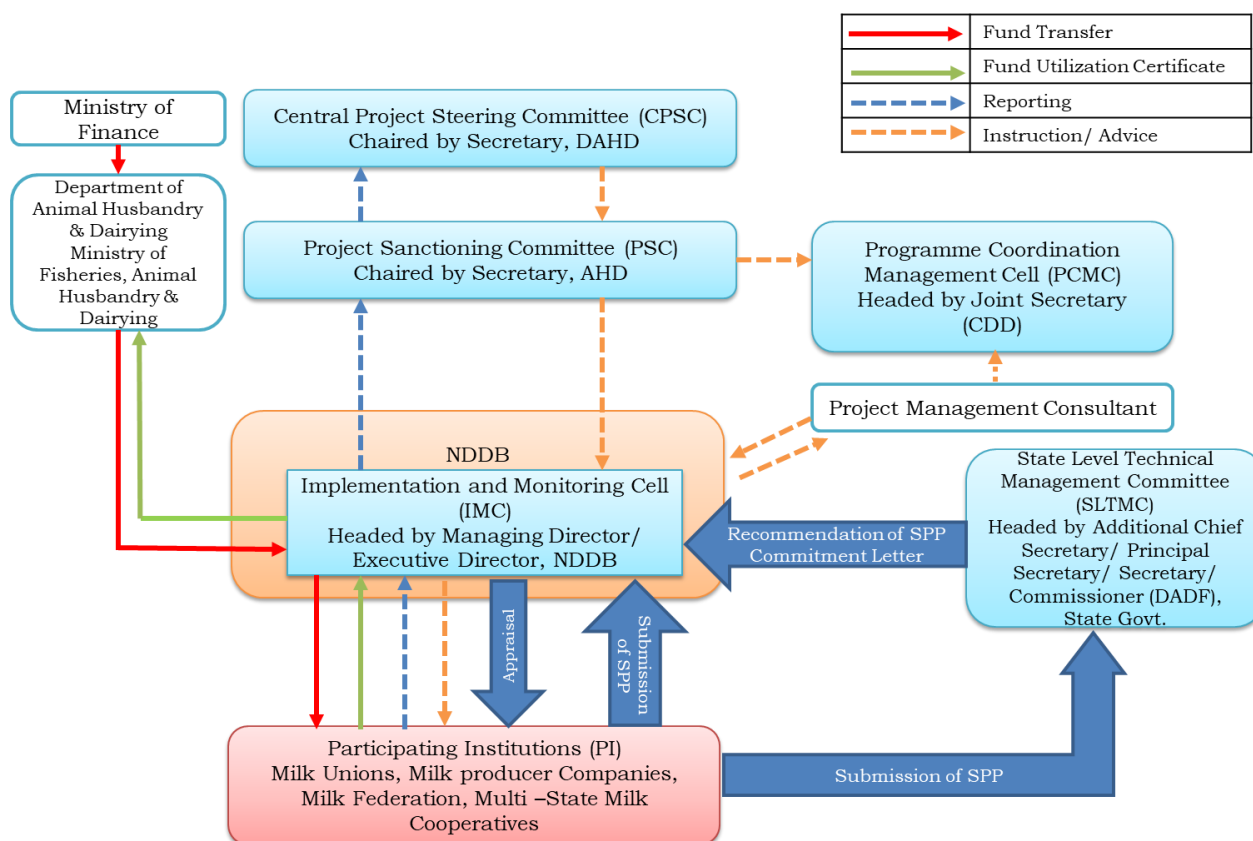 Fund Transfer
Fund Utilization Certificate
Reporting
Instruction/ Advice
Ministry of
Finance
Department of
Animal Husbandry
& Dairying
Ministry of
Fisheries, Animal
Husbandry &
Dairying
Central Project Steering Committee (CPSC)
Chaired by Secretary, DAHD
Project Sanctioning Committee (PSC)
Chaired by Secretary, AHD
Programme Coordination
Management Cell (PCMC)
Headed by Joint Secretary
(CDD)
Project Management Consultant
NDDB
Implementation and Monitoring Cell
(IMC)
Headed by Managing Director/
Executive Director, NDDB
Recommendation of SPP
Commitment Letter
State Level Technical
Management Committee
(SLTMC)
Headed by Additional Chief
Secretary/ Principal
Secretary/ Secretary/
Commissioner (DADF),
State Govt.
Appraisal
Submission
of SPP
Participating Institutions (PI)
Milk Unions, Milk producer Companies,
Milk Federation, Multi –State Milk
Cooperatives
Submission of SPP